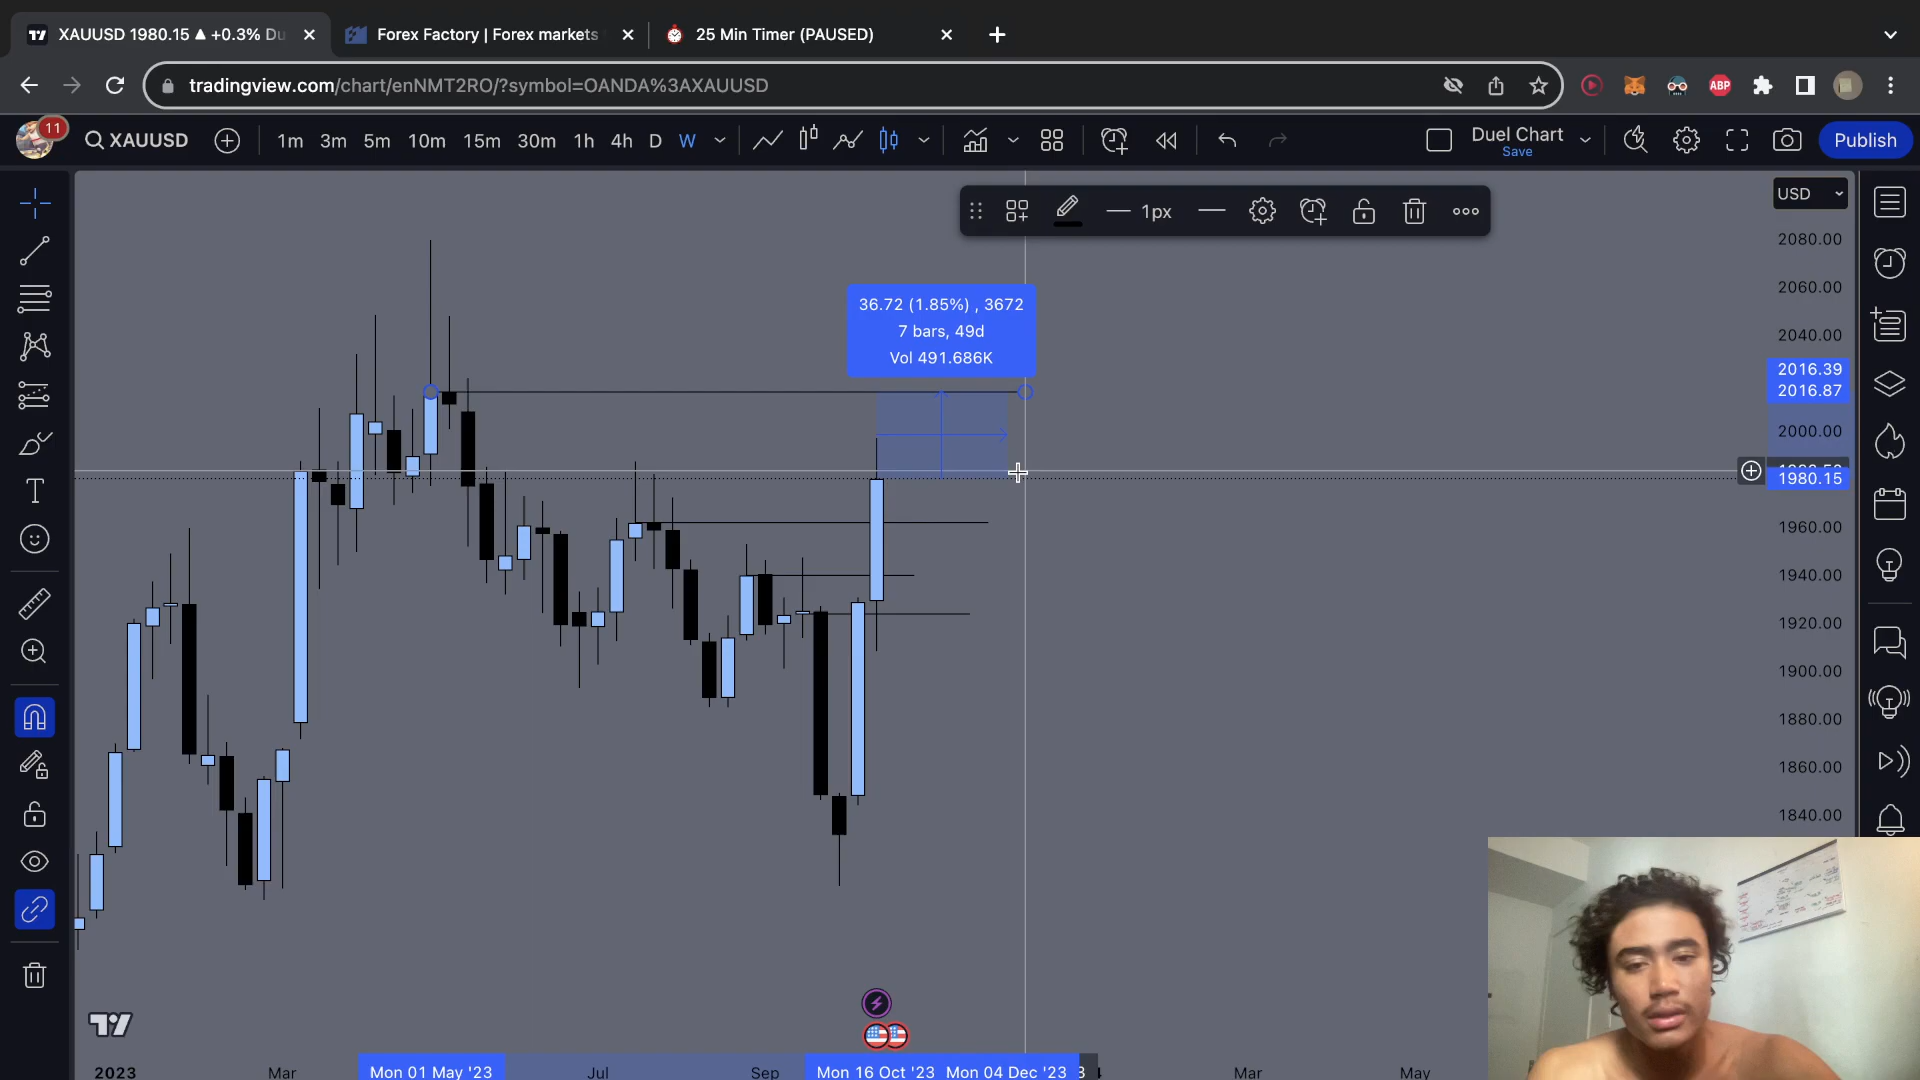 XAUUSD 1980.15 ▲ +0.3% Du
Forex Factory | Forex markets
25 Min Timer (PAUSED)
tradingview.com/chart/enNMT2RO/?symbol=OANDA%3AXAUUSD
ABP
11
XAUUSD
1m 3m 5m 10m 15m 30m 1h 4h D W
Duel Chart
Save
Publish
1px
USD
36.72 (1.85%) , 3672
7 bars, 49d
Vol 491.686K
2080.00
2060.00
2040.00
2016.39
2016.87
2000.00
1980.15
1960.00
1940.00
1920.00
1900.00
1880.00
1860.00
1840.00
2023 Mar Mon 01 May '23 Jul Sep Mon 16 Oct '23 Mon 04 Dec '23 Mar May